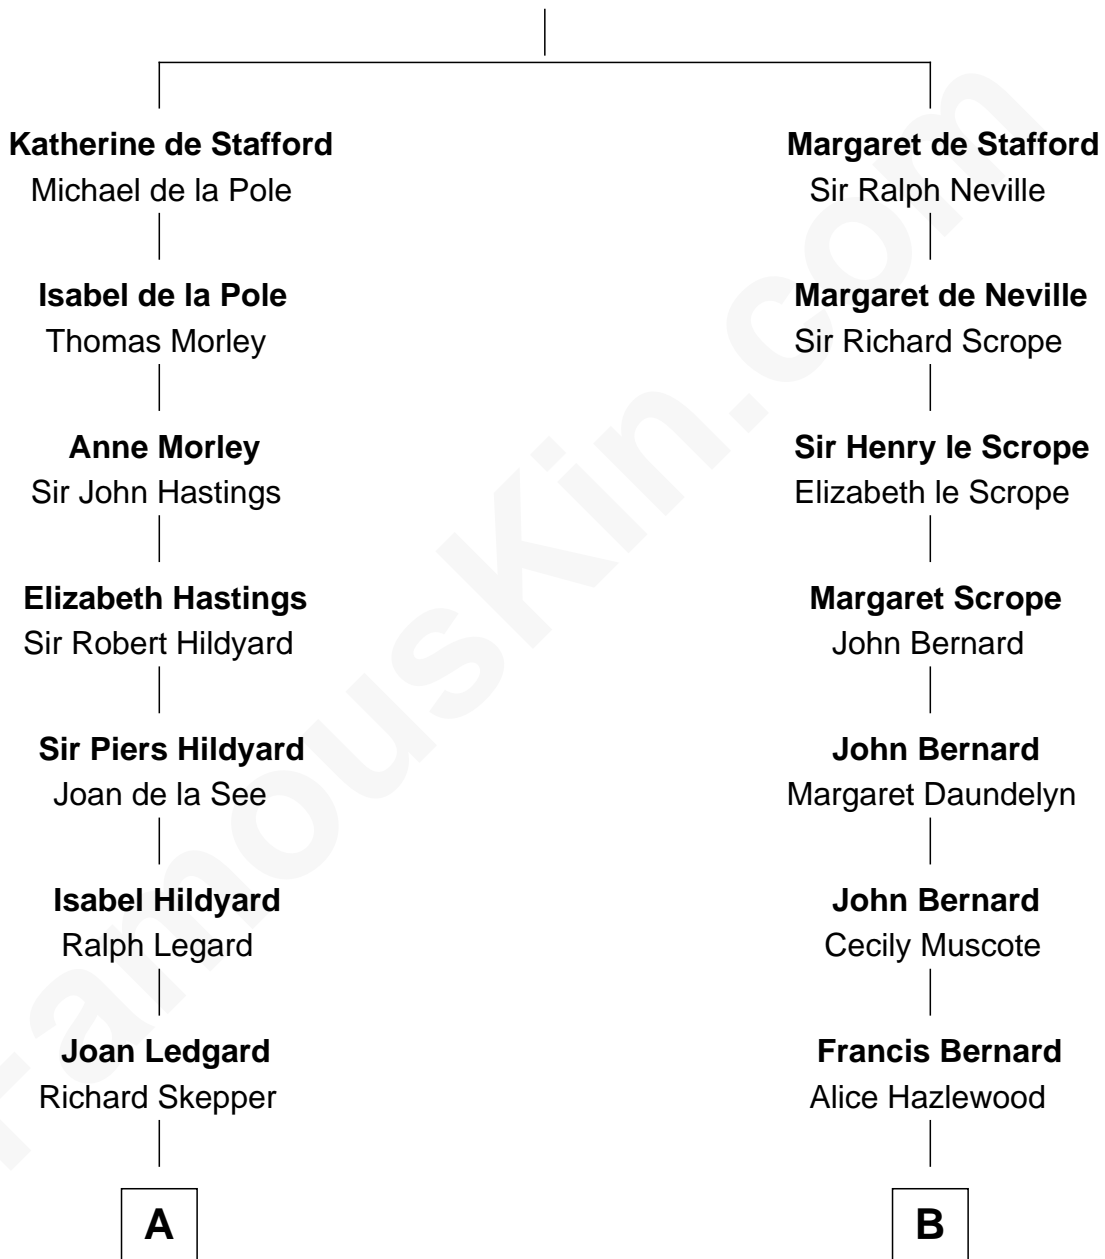 Katherine de Stafford
Michael de la Pole
Isabel de la Pole
Thomas Morley
Anne Morley
Sir John Hastings
Elizabeth Hastings
Sir Robert Hildyard
Sir Piers Hildyard
Joan de la See
Isabel Hildyard
Ralph Legard
Joan Ledgard
Richard Skepper
A
Margaret de Stafford
Sir Ralph Neville
Margaret de Neville
Sir Richard Scrope
Sir Henry le Scrope
Elizabeth le Scrope
Margaret Scrope
John Bernard
John Bernard
Margaret Daundelyn
John Bernard
Cecily Muscote
Francis Bernard
Alice Hazlewood
B
FamousKin.com